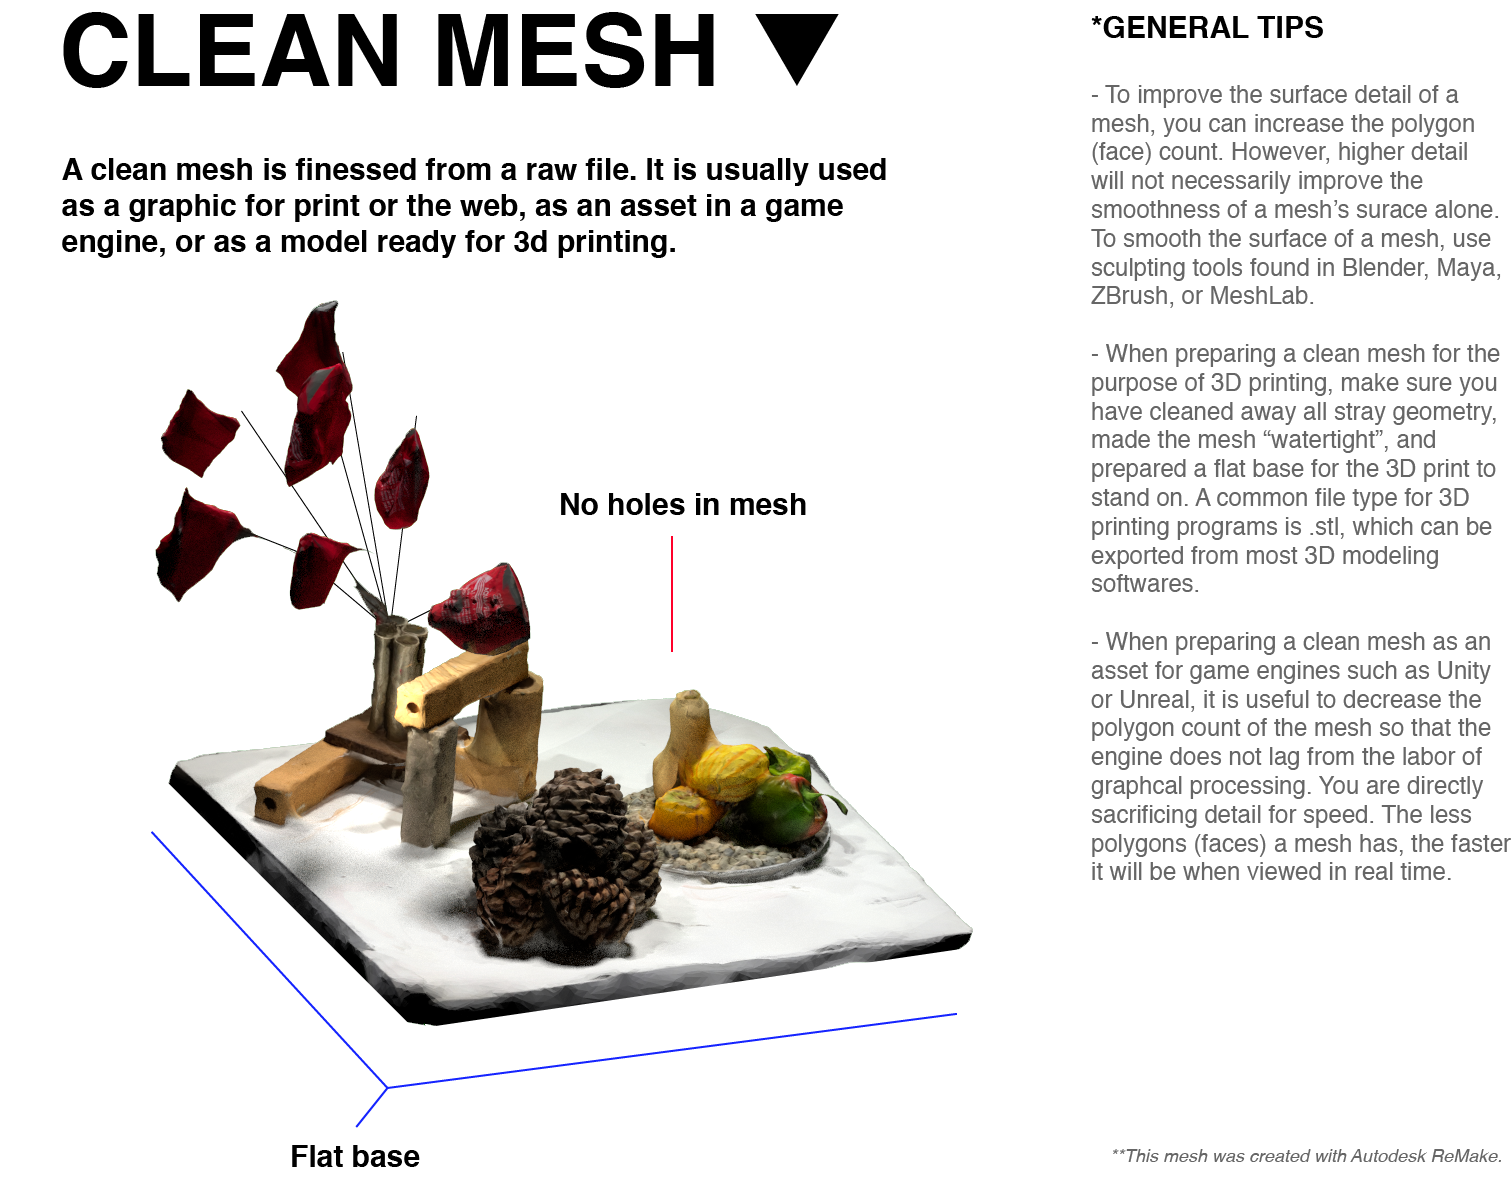 CLEAN MESH ▼
A clean mesh is finessed from a raw file. It is usually used
as a graphic for print or the web, as an asset in a game
engine, or as a model ready for 3d printing.
No holes in mesh
Flat base
*GENERAL TIPS
- To improve the surface detail of a
mesh, you can increase the polygon
(face) count. However, higher detail
will not necessarily improve the
smoothness of a mesh’s surace alone.
To smooth the surface of a mesh, use
sculpting tools found in Blender, Maya,
ZBrush, or MeshLab.
- When preparing a clean mesh for the
purpose of 3D printing, make sure you
have cleaned away all stray geometry,
made the mesh “watertight”, and
prepared a flat base for the 3D print to
stand on. A common file type for 3D
printing programs is .stl, which can be
exported from most 3D modeling
softwares.
- When preparing a clean mesh as an
asset for game engines such as Unity
or Unreal, it is useful to decrease the
polygon count of the mesh so that the
engine does not lag from the labor of
graphcal processing. You are directly
sacrificing detail for speed. The less
polygons (faces) a mesh has, the faster
it will be when viewed in real time.
**This mesh was created with Autodesk ReMake.